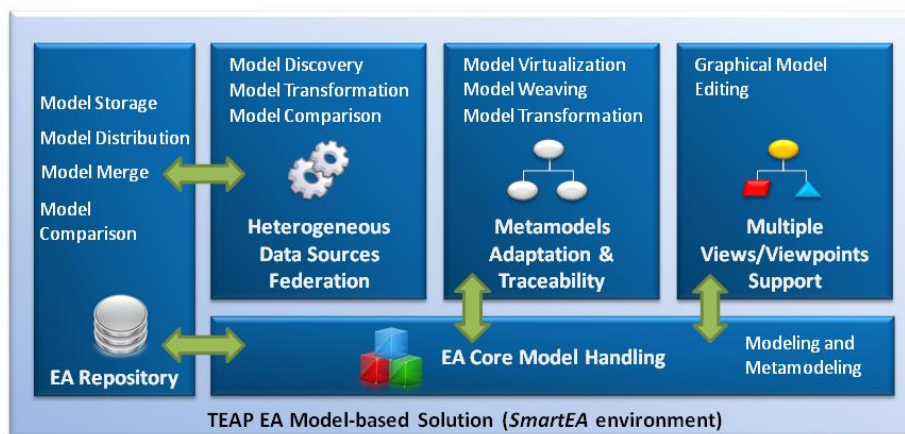 Model Storage
Model Distribution
Model Merge
Model
Comparison
EA Repository
Model Discovery
Model Transformation
Model Comparison
Heterogeneous
Data Sources
Federation
Model Virtualization
Model Weaving
Model Transformation
Metamodels
Adaptation &
Traceability
Graphical Model
Editing
Multiple
Views/Viewpoints
Support
EA Core Model Handling
Modeling and
Metamodeling
TEAP EA Model-based Solution (SmartEA environment)